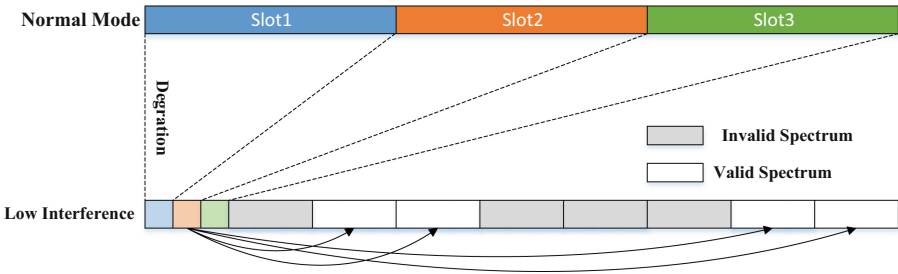 Normal Mode Slot1 Slot2 Slot3
Degration
Invalid Spectrum
Valid Spectrum
Low Interference